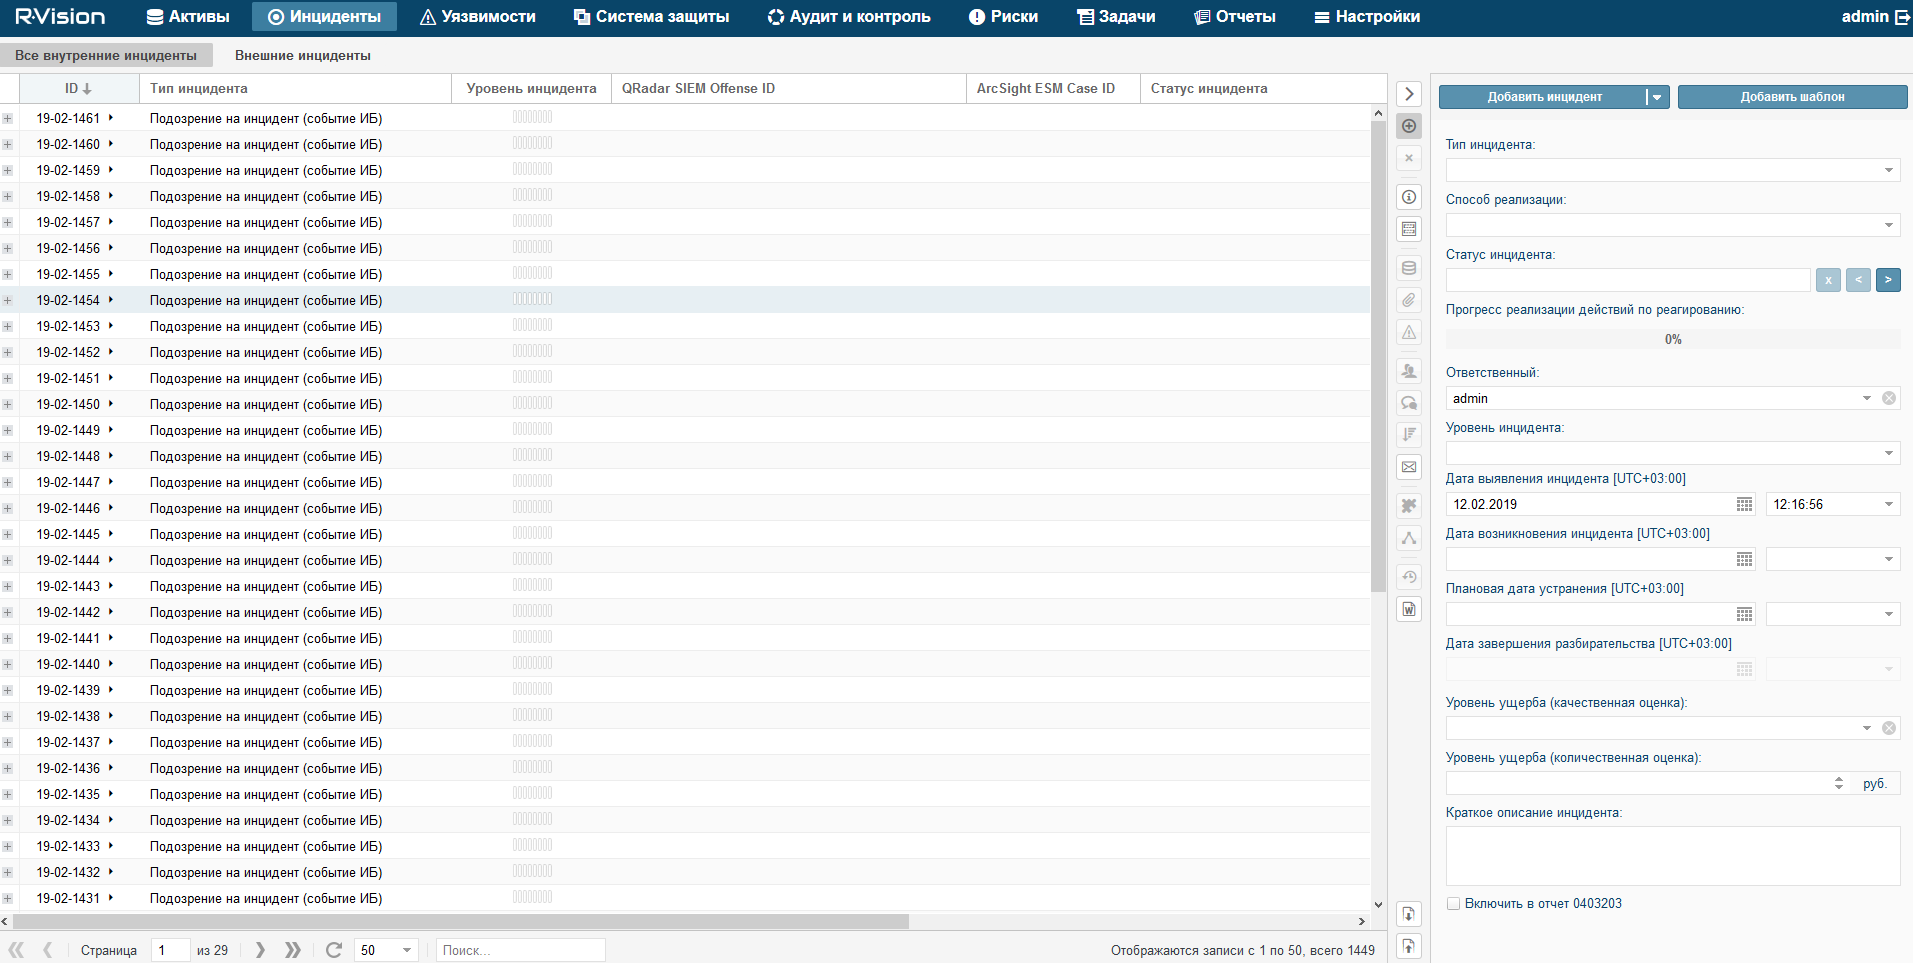 R-Vision Активы Инциденты Уязвимости Система защиты Аудит и контроль Риски Задачи Отчеты Настройки admin
Все внутренние инциденты Внешние инциденты
ID Тип инцидента Уровень инцидента QRadar SIEM Offense ID ArcSight ESM Case ID Статус инцидента
19-02-1461 Подозрение на инцидент (событие ИБ)
19-02-1460 Подозрение на инцидент (событие ИБ)
19-02-1459 Подозрение на инцидент (событие ИБ)
19-02-1458 Подозрение на инцидент (событие ИБ)
19-02-1457 Подозрение на инцидент (событие ИБ)
19-02-1456 Подозрение на инцидент (событие ИБ)
19-02-1455 Подозрение на инцидент (событие ИБ)
19-02-1454 Подозрение на инцидент (событие ИБ)
19-02-1453 Подозрение на инцидент (событие ИБ)
19-02-1452 Подозрение на инцидент (событие ИБ)
19-02-1451 Подозрение на инцидент (событие ИБ)
19-02-1450 Подозрение на инцидент (событие ИБ)
19-02-1449 Подозрение на инцидент (событие ИБ)
19-02-1448 Подозрение на инцидент (событие ИБ)
19-02-1447 Подозрение на инцидент (событие ИБ)
19-02-1446 Подозрение на инцидент (событие ИБ)
19-02-1445 Подозрение на инцидент (событие ИБ)
19-02-1444 Подозрение на инцидент (событие ИБ)
19-02-1443 Подозрение на инцидент (событие ИБ)
19-02-1442 Подозрение на инцидент (событие ИБ)
19-02-1441 Подозрение на инцидент (событие ИБ)
19-02-1440 Подозрение на инцидент (событие ИБ)
19-02-1439 Подозрение на инцидент (событие ИБ)
19-02-1438 Подозрение на инцидент (событие ИБ)
19-02-1437 Подозрение на инцидент (событие ИБ)
19-02-1436 Подозрение на инцидент (событие ИБ)
19-02-1435 Подозрение на инцидент (событие ИБ)
19-02-1434 Подозрение на инцидент (событие ИБ)
19-02-1433 Подозрение на инцидент (событие ИБ)
19-02-1432 Подозрение на инцидент (событие ИБ)
19-02-1431 Подозрение на инцидент (событие ИБ)
Страница 1 из 29 50 Поиск... Отображаются записи с 1 по 50, всего 1449
Добавить инцидент Добавить шаблон
Тип инцидента:
Способ реализации:
Статус инцидента:
x < >
Прогресс реализации действий по реагированию:
0%
Ответственный:
admin
Уровень инцидента:
Дата выявления инцидента [UTC+03:00]
12.02.2019 12:16:56
Дата возникновения инцидента [UTC+03:00]
Плановая дата устранения [UTC+03:00]
Дата завершения разбирательства [UTC+03:00]
Уровень ущерба (качественная оценка):
Уровень ущерба (количественная оценка):
руб.
Краткое описание инцидента:
Включить в отчет 0403203